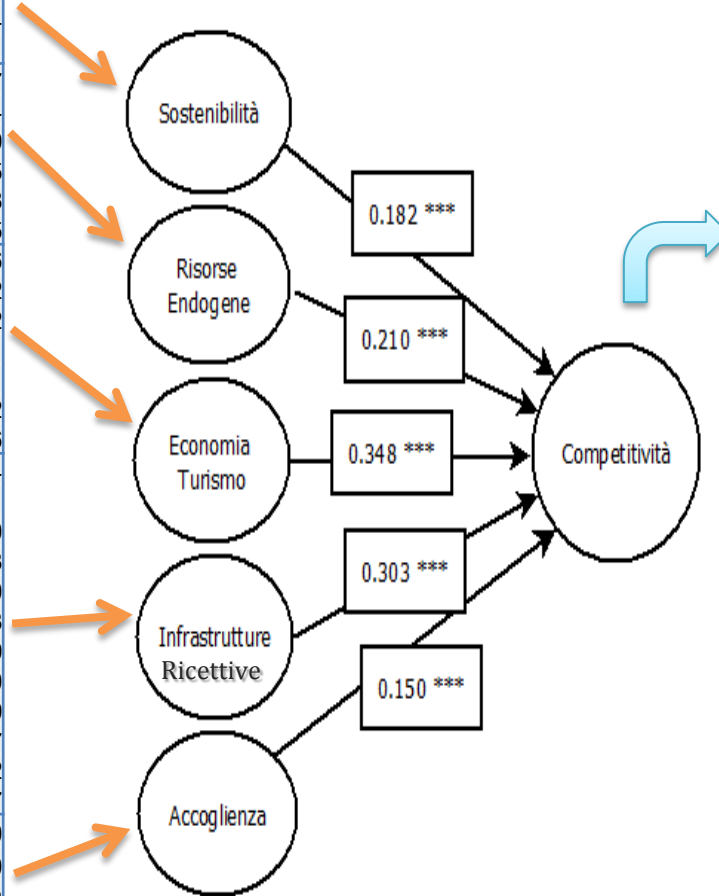 Sostenibilità
0.182 ***
Risorse
Endogene
0.210 ***
Economia
Turismo
0.348 ***
Competitività
0.303 ***
Infrastrutture
Ricettive
0.150 ***
Accoglienza